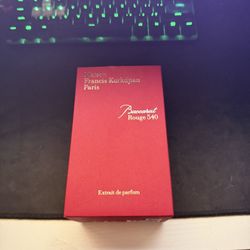 Maison
Francis Kurkdjian
Paris
Baccarat
Rouge 540
Extrait de parfum